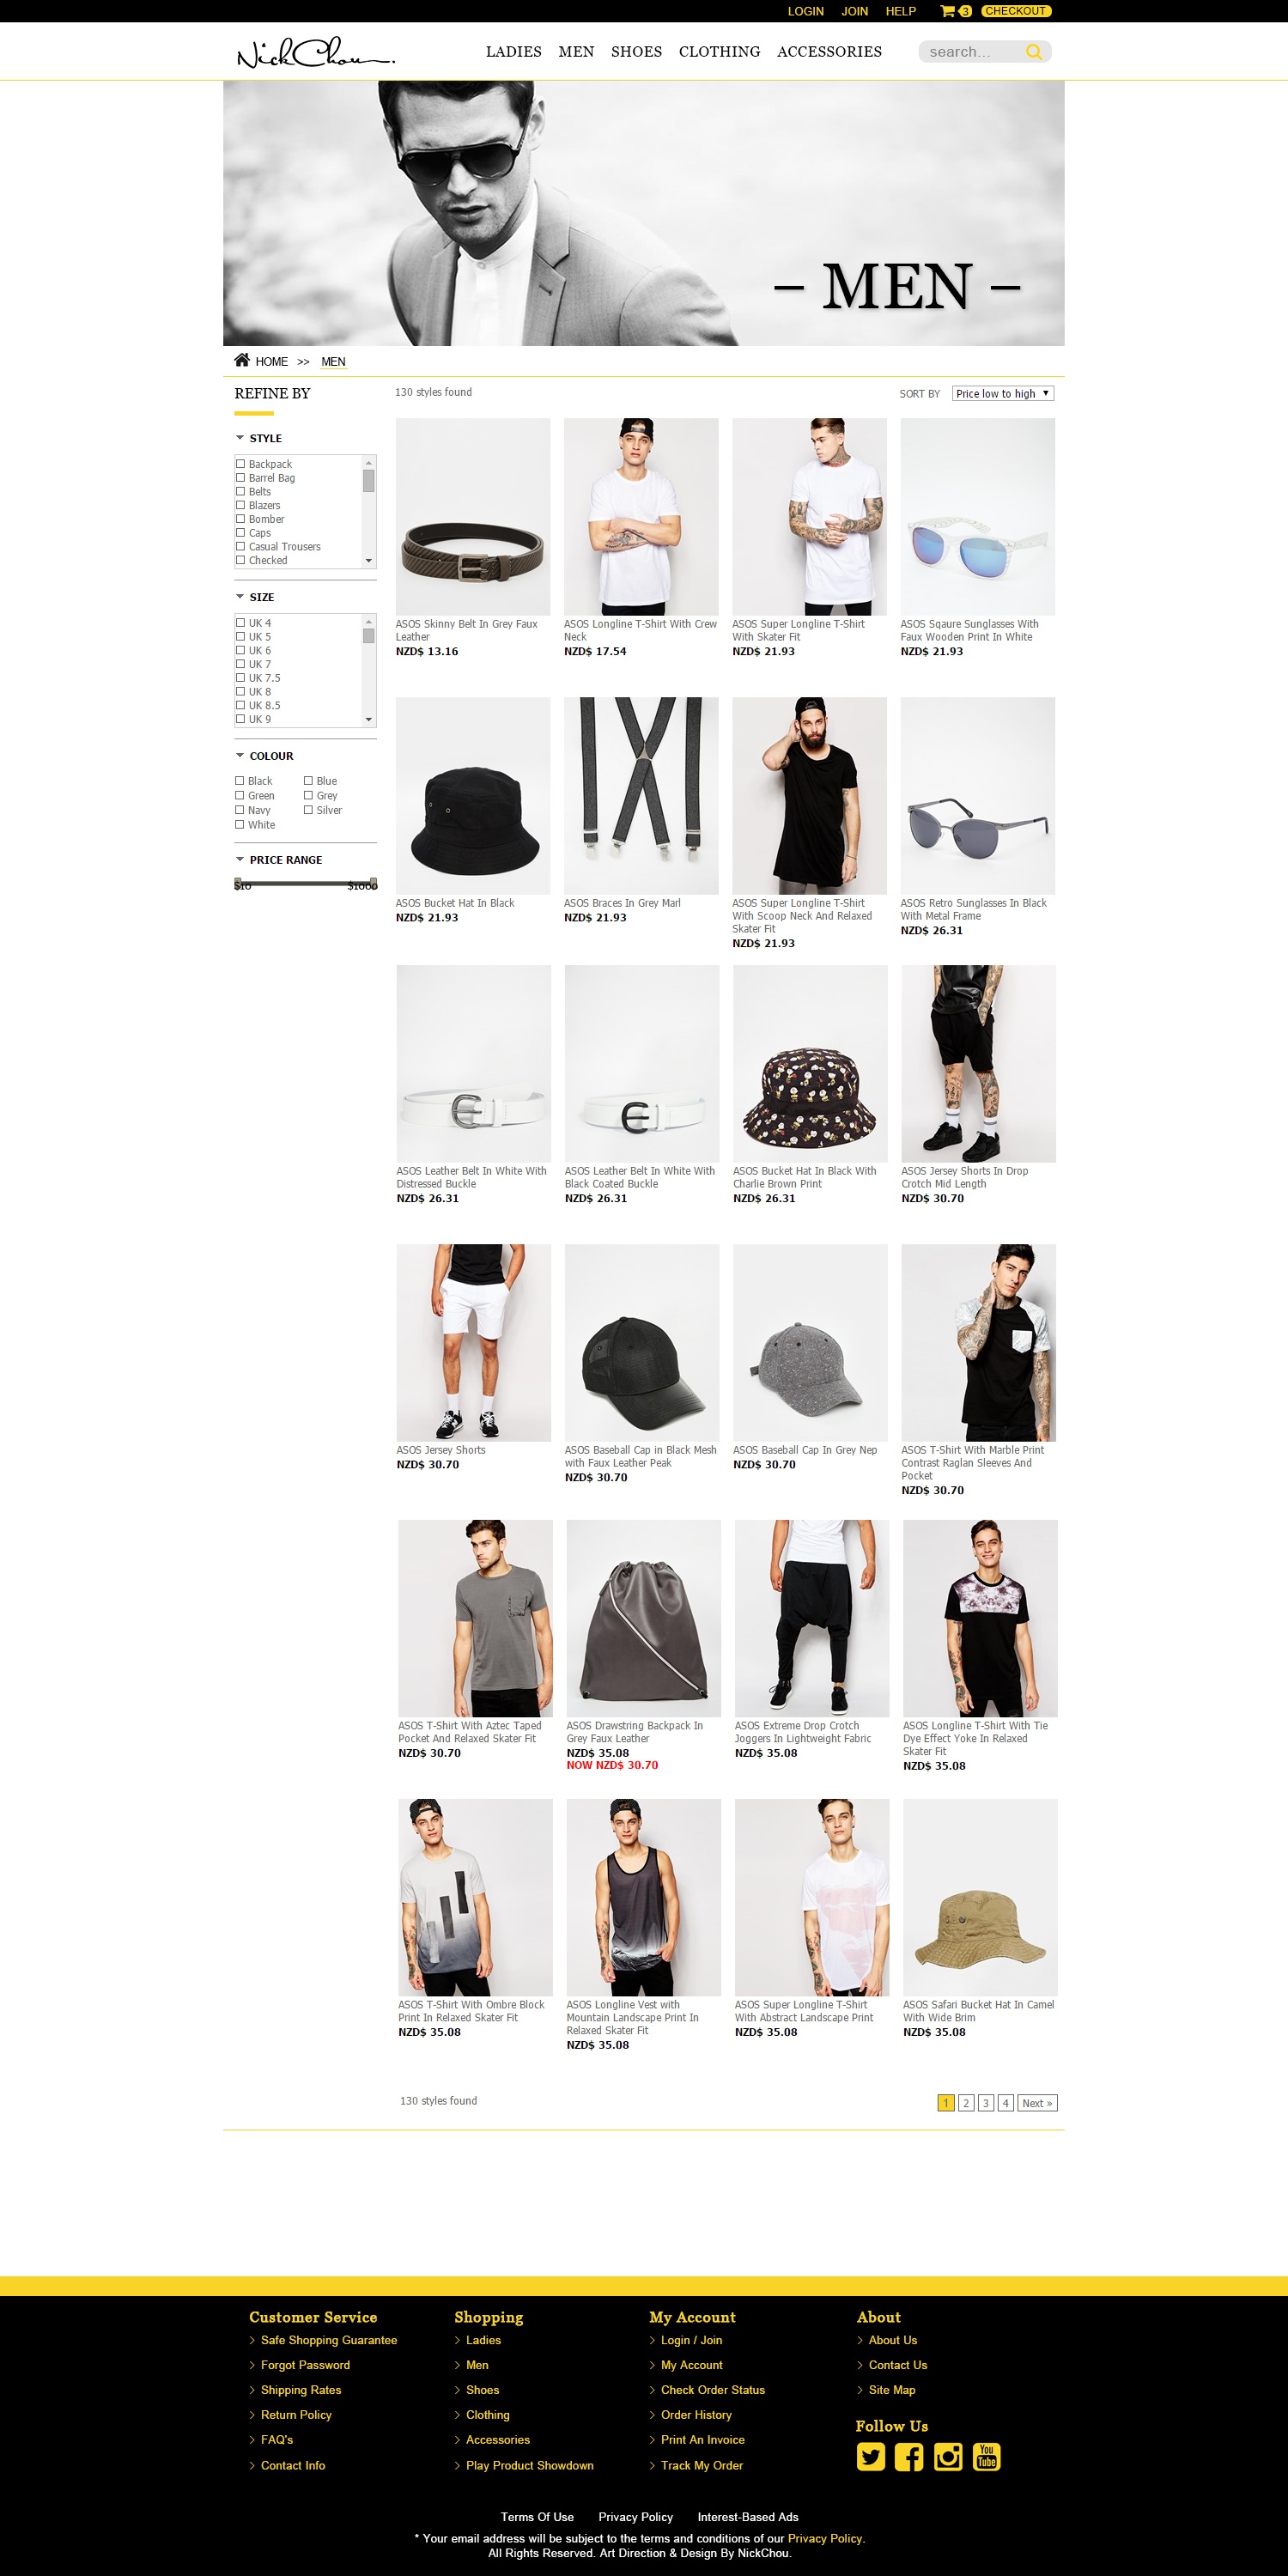 LOGIN JOIN HELP 3 CHECKOUT
NickChou
LADIES MEN SHOES CLOTHING ACCESSORIES search...
– MEN –
HOME >> MEN
REFINE BY
STYLE
Backpack
Barrel Bag
Belts
Blazers
Bomber
Caps
Casual Trousers
Checked
SIZE
UK 4
UK 5
UK 6
UK 7
UK 7.5
UK 8
UK 8.5
UK 9
COLOUR
Black Blue
Green Grey
Navy Silver
White
PRICE RANGE
$10 $1000
130 styles found
SORT BY Price low to high
ASOS Skinny Belt In Grey Faux
Leather
NZD$ 13.16
ASOS Longline T-Shirt With Crew
Neck
NZD$ 17.54
ASOS Super Longline T-Shirt
With Skater Fit
NZD$ 21.93
ASOS Sqaure Sunglasses With
Faux Wooden Print In White
NZD$ 21.93
ASOS Bucket Hat In Black
NZD$ 21.93
ASOS Braces In Grey Marl
NZD$ 21.93
ASOS Super Longline T-Shirt
With Scoop Neck And Relaxed
Skater Fit
NZD$ 21.93
ASOS Retro Sunglasses In Black
With Metal Frame
NZD$ 26.31
ASOS Leather Belt In White With
Distressed Buckle
NZD$ 26.31
ASOS Leather Belt In White With
Black Coated Buckle
NZD$ 26.31
ASOS Bucket Hat In Black With
Charlie Brown Print
NZD$ 26.31
ASOS Jersey Shorts In Drop
Crotch Mid Length
NZD$ 30.70
ASOS Jersey Shorts
NZD$ 30.70
ASOS Baseball Cap in Black Mesh
with Faux Leather Peak
NZD$ 30.70
ASOS Baseball Cap In Grey Nep
NZD$ 30.70
ASOS T-Shirt With Marble Print
Contrast Raglan Sleeves And
Pocket
NZD$ 30.70
ASOS T-Shirt With Aztec Taped
Pocket And Relaxed Skater Fit
NZD$ 30.70
ASOS Drawstring Backpack In
Grey Faux Leather
NZD$ 35.08
NOW NZD$ 30.70
ASOS Extreme Drop Crotch
Joggers In Lightweight Fabric
NZD$ 35.08
ASOS Longline T-Shirt With Tie
Dye Effect Yoke In Relaxed
Skater Fit
NZD$ 35.08
ASOS T-Shirt With Ombre Block
Print In Relaxed Skater Fit
NZD$ 35.08
ASOS Longline Vest with
Mountain Landscape Print In
Relaxed Skater Fit
NZD$ 35.08
ASOS Super Longline T-Shirt
With Abstract Landscape Print
NZD$ 35.08
ASOS Safari Bucket Hat In Camel
With Wide Brim
NZD$ 35.08
130 styles found
1 2 3 4 Next »
Customer Service
Safe Shopping Guarantee
Forgot Password
Shipping Rates
Return Policy
FAQ's
Contact Info
Shopping
Ladies
Men
Shoes
Clothing
Accessories
Play Product Showdown
My Account
Login / Join
My Account
Check Order Status
Order History
Print An Invoice
Track My Order
About
About Us
Contact Us
Site Map
Follow Us
You
Tube
Terms Of Use Privacy Policy Interest-Based Ads
* Your email address will be subject to the terms and conditions of our Privacy Policy.
All Rights Reserved. Art Direction & Design By NickChou.